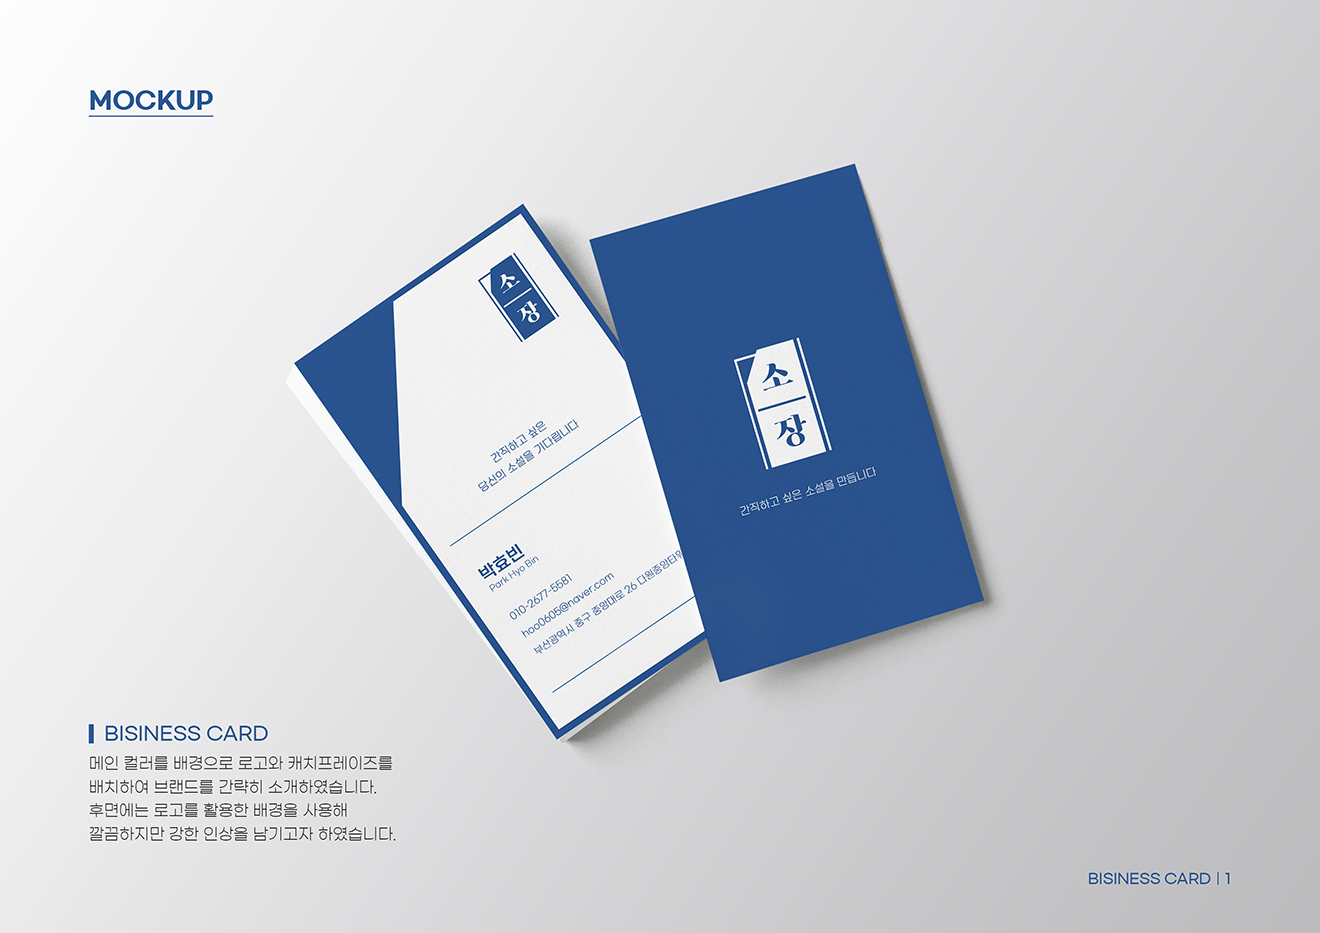 MOCKUP
소
장
간직하고 싶은
당신의 소설을 기다립니다
박효빈
Park Hyo Bin
010-2677-5581
hoo0605@naver.com
부산광역시 중구 중앙대로 26 다원중앙타워
소
장
간직하고 싶은 소설을 만듭니다
BISINESS CARD
메인 컬러를 배경으로 로고와 캐치프레이즈를
배치하여 브랜드를 간략히 소개하였습니다.
후면에는 로고를 활용한 배경을 사용해
깔끔하지만 강한 인상을 남기고자 하였습니다.
BISINESS CARD | 1